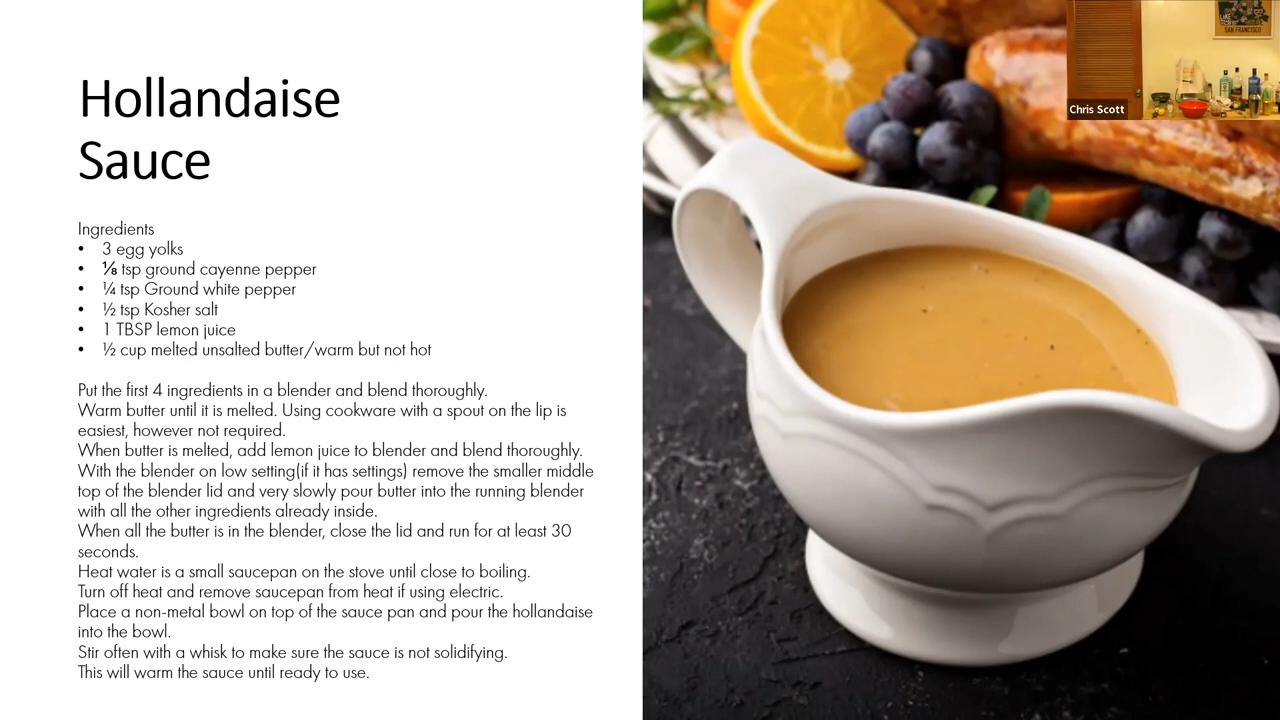 Hollandaise
Sauce
Ingredients
• 3 egg yolks
• ⅛ tsp ground cayenne pepper
• ¼ tsp Ground white pepper
• ½ tsp Kosher salt
• 1 TBSP lemon juice
• ½ cup melted unsalted butter/warm but not hot
Put the first 4 ingredients in a blender and blend thoroughly.
Warm butter until it is melted. Using cookware with a spout on the lip is
easiest, however not required.
When butter is melted, add lemon juice to blender and blend thoroughly.
With the blender on low setting(if it has settings) remove the smaller middle
top of the blender lid and very slowly pour butter into the running blender
with all the other ingredients already inside.
When all the butter is in the blender, close the lid and run for at least 30
seconds.
Heat water is a small saucepan on the stove until close to boiling.
Turn off heat and remove saucepan from heat if using electric.
Place a non-metal bowl on top of the sauce pan and pour the hollandaise
into the bowl.
Stir often with a whisk to make sure the sauce is not solidifying.
This will warm the sauce until ready to use.
SAN FRANCISCO
Chris Scott